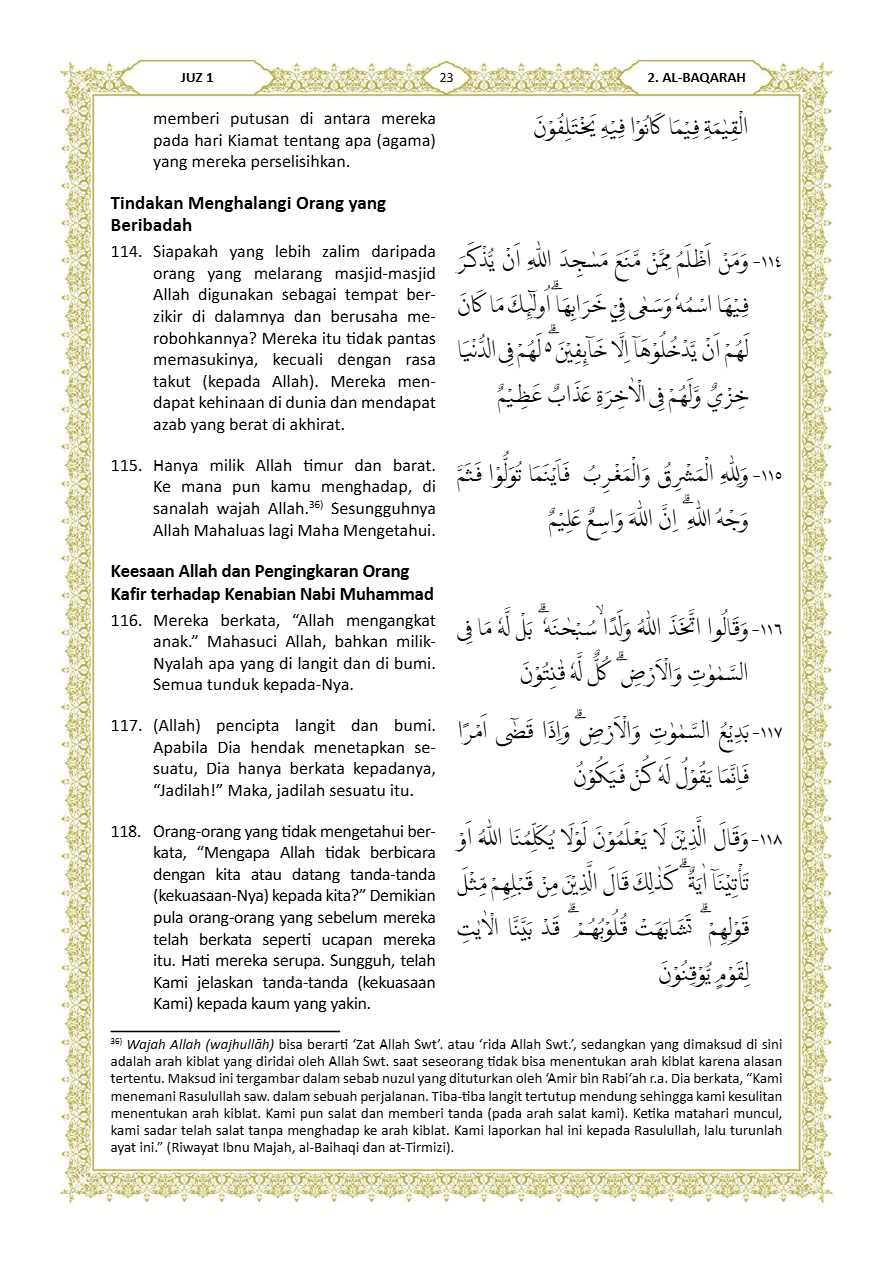 JUZ 1
23
2. AL-BAQARAH
memberi putusan di antara mereka
pada hari Kiamat tentang apa (agama)
yang mereka perselisihkan.
الْقِيٰمَةِ فِيْمَا كَانُوْا فِيْهِ يَخْتَلِفُوْنَ
Tindakan Menghalangi Orang yang
Beribadah
114. Siapakah yang lebih zalim daripada
orang yang melarang masjid-masjid
Allah digunakan sebagai tempat ber-
zikir di dalamnya dan berusaha me-
robohkannya? Mereka itu tidak pantas
memasukinya, kecuali dengan rasa
takut (kepada Allah). Mereka men-
dapat kehinaan di dunia dan mendapat
azab yang berat di akhirat.
١١٤- وَمَنْ اَظْلَمُ مِمَّنْ مَّنَعَ مَسٰجِدَ اللّٰهِ اَنْ يُّذْكَرَ
فِيْهَا اسْمُهٗ وَسَعٰى فِيْ خَرَابِهَاۗ اُولٰۤىِٕكَ مَا كَانَ
لَهُمْ اَنْ يَّدْخُلُوْهَآ اِلَّا خَاۤىِٕفِيْنَ ەۗ لَهُمْ فِى الدُّنْيَا
خِزْيٌ وَّلَهُمْ فِى الْاٰخِرَةِ عَذَابٌ عَظِيْمٌ
115. Hanya milik Allah timur dan barat.
Ke mana pun kamu menghadap, di
sanalah wajah Allah.36) Sesungguhnya
Allah Mahaluas lagi Maha Mengetahui.
١١٥- وَلِلّٰهِ الْمَشْرِقُ وَالْمَغْرِبُ فَاَيْنَمَا تُوَلُّوْا فَثَمَّ
وَجْهُ اللّٰهِ ۗ اِنَّ اللّٰهَ وَاسِعٌ عَلِيْمٌ
Keesaan Allah dan Pengingkaran Orang
Kafir terhadap Kenabian Nabi Muhammad
116. Mereka berkata, “Allah mengangkat
anak.” Mahasuci Allah, bahkan milik-
Nyalah apa yang di langit dan di bumi.
Semua tunduk kepada-Nya.
١١٦- وَقَالُوا اتَّخَذَ اللّٰهُ وَلَدًاۙ سُبْحٰنَهٗ ۗ بَلْ لَّهٗ مَا فِى
السَّمٰوٰتِ وَالْاَرْضِۗ كُلٌّ لَّهٗ قٰنِتُوْنَ
117. (Allah) pencipta langit dan bumi.
Apabila Dia hendak menetapkan se-
suatu, Dia hanya berkata kepadanya,
“Jadilah!” Maka, jadilah sesuatu itu.
١١٧- بَدِيْعُ السَّمٰوٰتِ وَالْاَرْضِۗ وَاِذَا قَضٰٓى اَمْرًا
فَاِنَّمَا يَقُوْلُ لَهٗ كُنْ فَيَكُوْنُ
118. Orang-orang yang tidak mengetahui ber-
kata, “Mengapa Allah tidak berbicara
dengan kita atau datang tanda-tanda
(kekuasaan-Nya) kepada kita?” Demikian
pula orang-orang yang sebelum mereka
telah berkata seperti ucapan mereka
itu. Hati mereka serupa. Sungguh, telah
Kami jelaskan tanda-tanda (kekuasaan
Kami) kepada kaum yang yakin.
١١٨- وَقَالَ الَّذِيْنَ لَا يَعْلَمُوْنَ لَوْلَا يُكَلِّمُنَا اللّٰهُ اَوْ
تَأْتِيْنَآ اٰيَةٌ ۗ كَذٰلِكَ قَالَ الَّذِيْنَ مِنْ قَبْلِهِمْ مِّثْلَ
قَوْلِهِمْ ۗ تَشَابَهَتْ قُلُوْبُهُمْ ۗ قَدْ بَيَّنَّا الْاٰيٰتِ
لِقَوْمٍ يُّوْقِنُوْنَ
36) Wajah Allah (wajhullāh) bisa berarti ‘Zat Allah Swt’. atau ‘rida Allah Swt.’, sedangkan yang dimaksud di sini
adalah arah kiblat yang diridai oleh Allah Swt. saat seseorang tidak bisa menentukan arah kiblat karena alasan
tertentu. Maksud ini tergambar dalam sebab nuzul yang dituturkan oleh ‘Amir bin Rabi‘ah r.a. Dia berkata, “Kami
menemani Rasulullah saw. dalam sebuah perjalanan. Tiba-tiba langit tertutup mendung sehingga kami kesulitan
menentukan arah kiblat. Kami pun salat dan memberi tanda (pada arah salat kami). Ketika matahari muncul,
kami sadar telah salat tanpa menghadap ke arah kiblat. Kami laporkan hal ini kepada Rasulullah, lalu turunlah
ayat ini.” (Riwayat Ibnu Majah, al-Baihaqi dan at-Tirmizi).